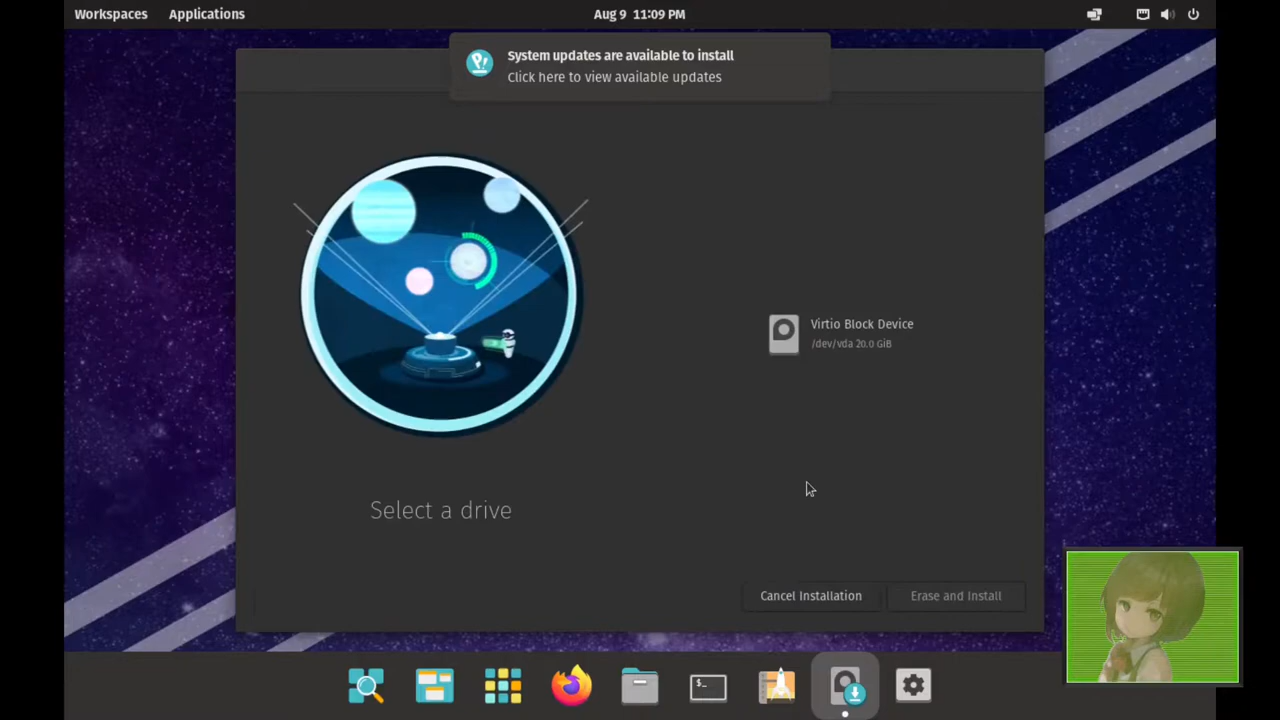 Workspaces Applications Aug 9 11:09 PM
System updates are available to install
Click here to view available updates
Virtio Block Device
/dev/vda 20.0 GiB
Select a drive
Cancel Installation Erase and Install
$_